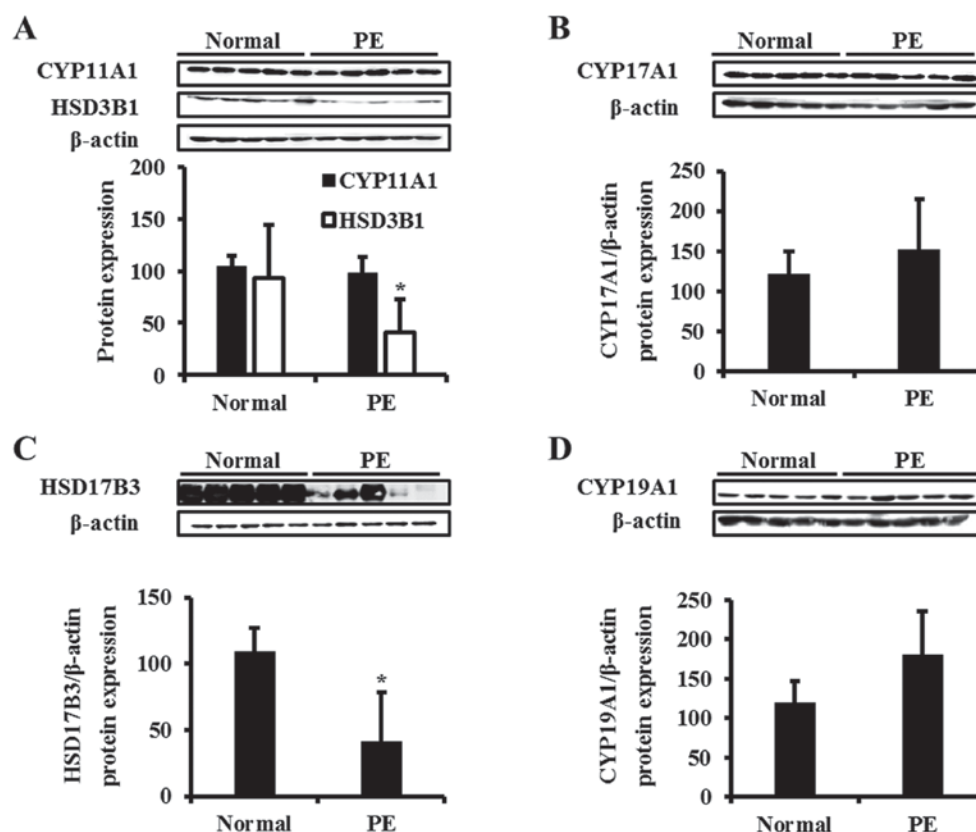 A
Normal PE
CYP11A1
HSD3B1
β-actin
Protein expression
200
150
100
50
0
CYP11A1
HSD3B1
*
Normal PE
B
Normal PE
CYP17A1
β-actin
CYP17A1/β-actin
protein expression
250
200
150
100
50
0
Normal PE
C
Normal PE
HSD17B3
β-actin
HSD17B3/β-actin
protein expression
150
100
50
0
*
Normal PE
D
Normal PE
CYP19A1
β-actin
CYP19A1/β-actin
protein expression
250
200
150
100
50
0
Normal PE